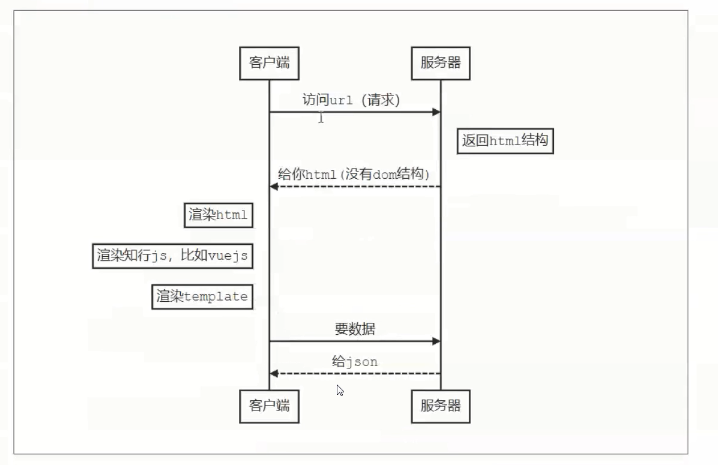 客户端
服务器
访问url (请求)
返回html结构
给你html(没有dom结构)
渲染html
渲染知行js, 比如vuejs
渲染template
要数据
给json
客户端
服务器